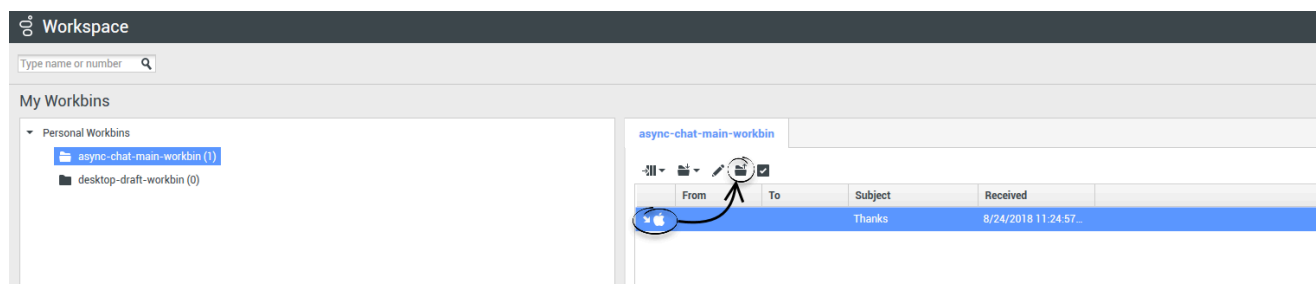 Workspace
Type name or number
My Workbins
Personal Workbins
async-chat-main-workbin (1)
desktop-draft-workbin (0)
async-chat-main-workbin
From To Subject Received
Thanks 8/24/2018 11:24:57...